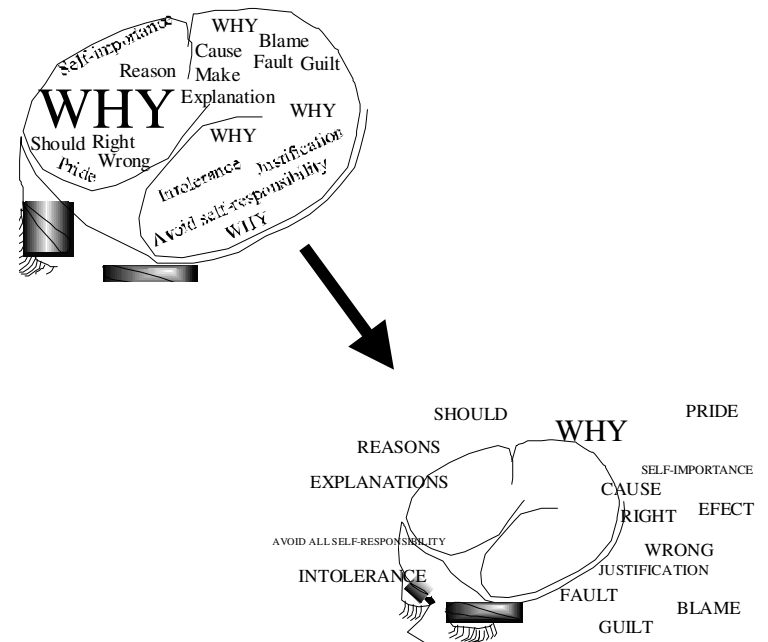 WHY
Self-importance
Cause
Blame
Reason
Make
Fault
Guilt
Explanation
WHY
WHY
WHY
Should
Right
Wrong
Pride
Intolerance
Justification
Avoid self-responsibility
WHY
SHOULD
WHY
PRIDE
REASONS
EXPLANATIONS
SELF-IMPORTANCE
CAUSE
RIGHT
EFECT
AVOID ALL SELF-RESPONSIBILITY
WRONG
INTOLERANCE
JUSTIFICATION
FAULT
BLAME
GUILT